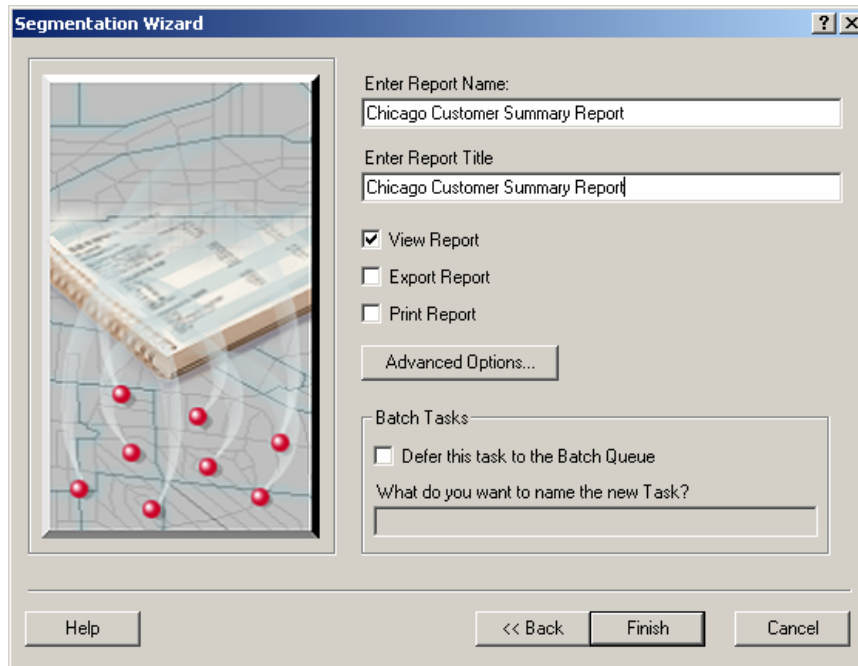 Segmentation Wizard
Enter Report Name:
Chicago Customer Summary Report
Enter Report Title
Chicago Customer Summary Report
View Report
Export Report
Print Report
Advanced Options...
Batch Tasks
Defer this task to the Batch Queue
What do you want to name the new Task?
Help
<< Back
Finish
Cancel